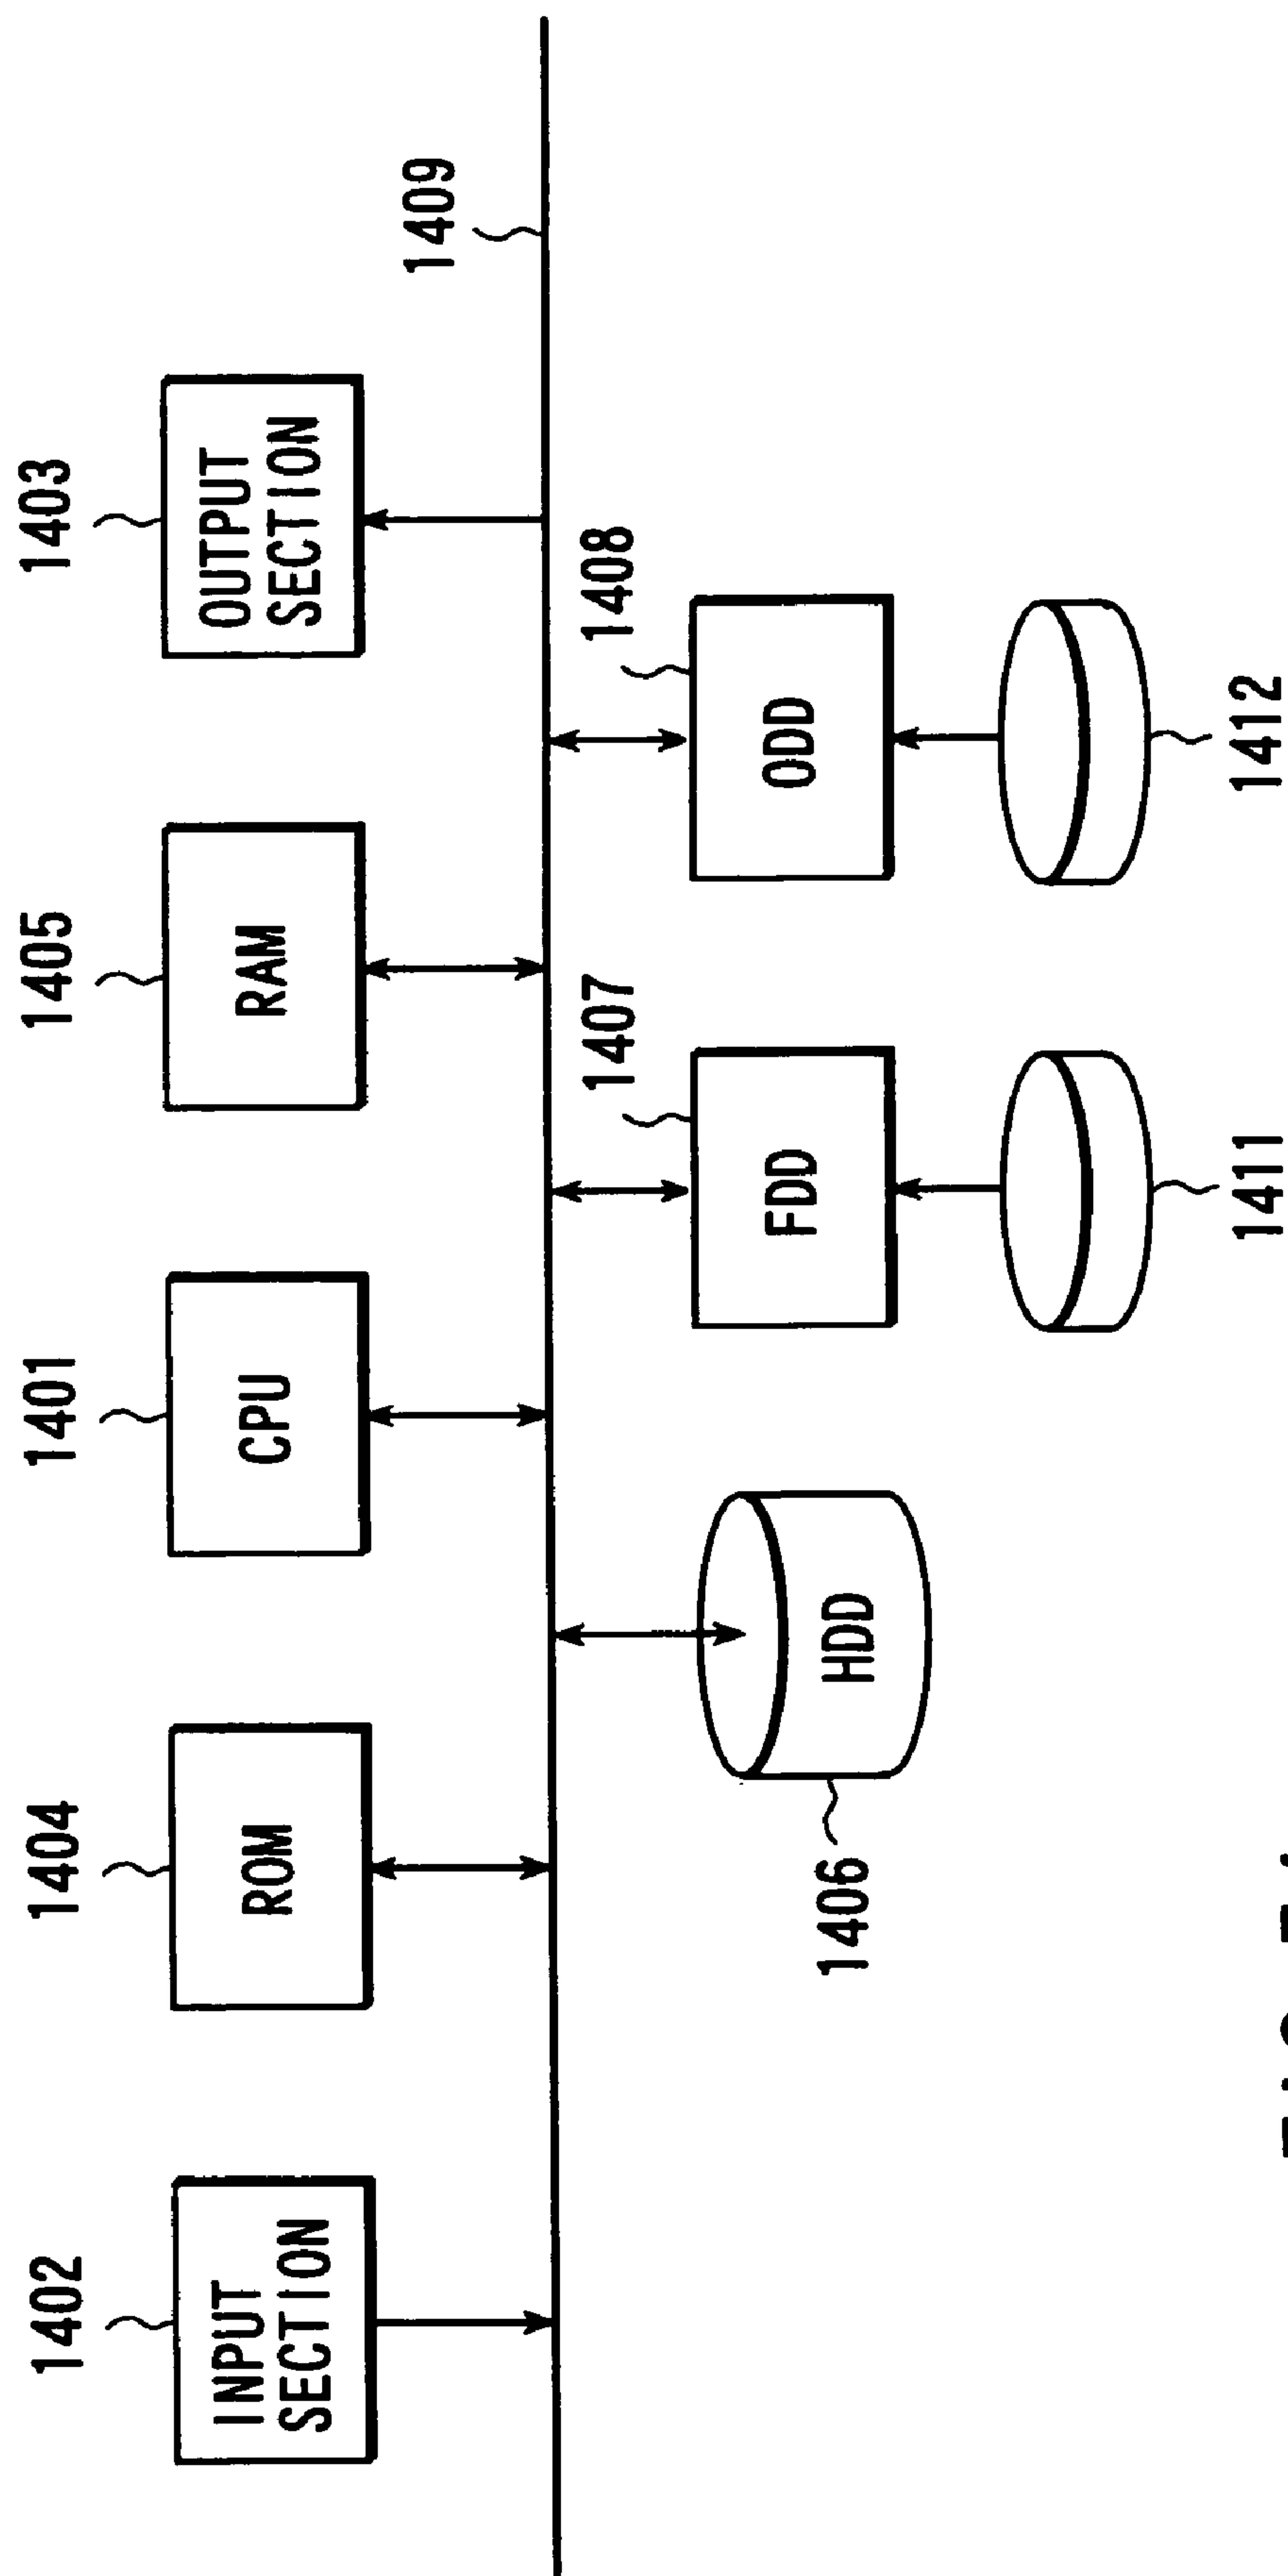 1402
1404
1401
1405
1403
INPUT
SECTION
ROM
CPU
RAM
OUTPUT
SECTION
1409
1406
HDD
1407
FDD
1408
ODD
1411
1412